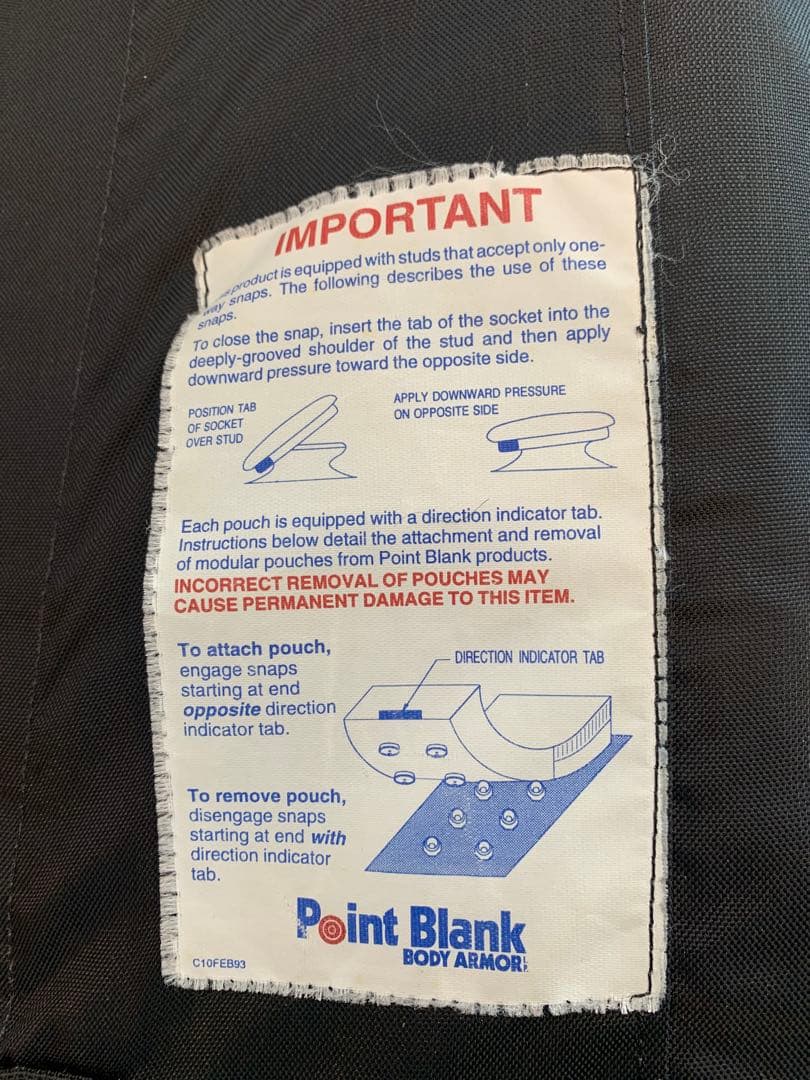 IMPORTANT
product is equipped with studs that accept only one-
way snaps. The following describes the use of these
snaps.
To close the snap, insert the tab of the socket into the
deeply-grooved shoulder of the stud and then apply
downward pressure toward the opposite side.
POSITION TAB
OF SOCKET
OVER STUD
APPLY DOWNWARD PRESSURE
ON OPPOSITE SIDE
Each pouch is equipped with a direction indicator tab.
Instructions below detail the attachment and removal
of modular pouches from Point Blank products.
INCORRECT REMOVAL OF POUCHES MAY
CAUSE PERMANENT DAMAGE TO THIS ITEM.
To attach pouch,
engage snaps
starting at end
opposite direction
indicator tab.
DIRECTION INDICATOR TAB
To remove pouch,
disengage snaps
starting at end with
direction indicator
tab.
Point Blank
BODY ARMOR
C10FEB93